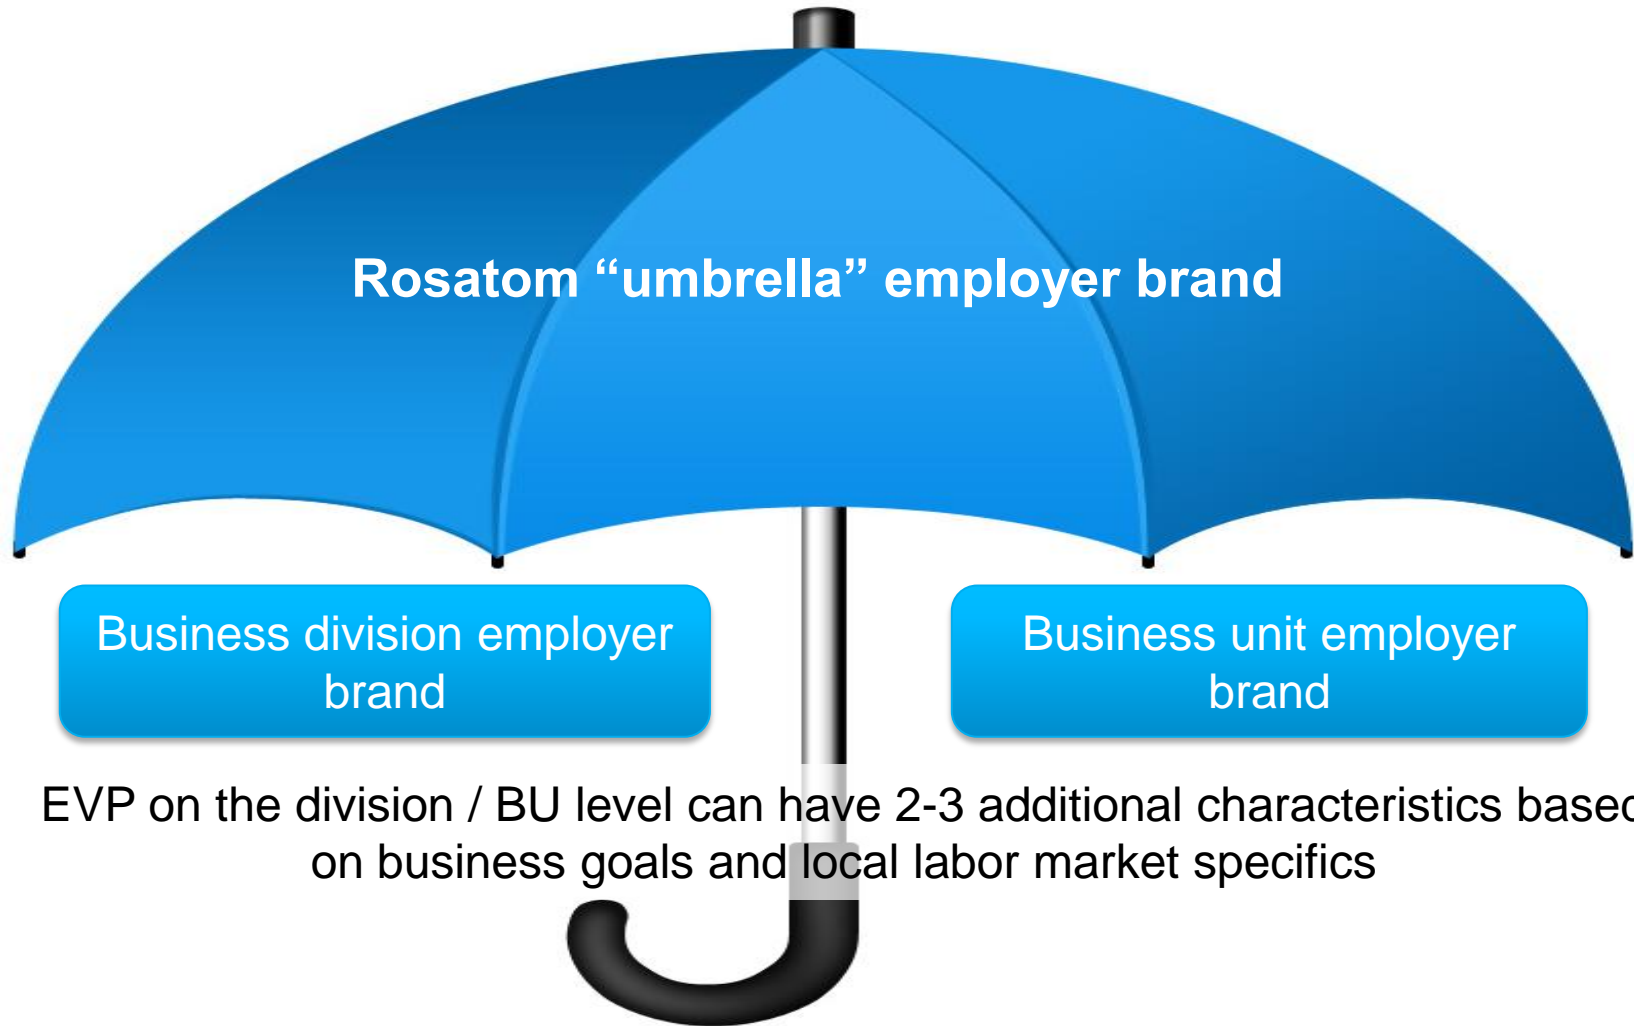 Rosatom “umbrella” employer brand
Business division employer
brand
Business unit employer
brand
EVP on the division / BU level can have 2-3 additional characteristics based
on business goals and local labor market specifics